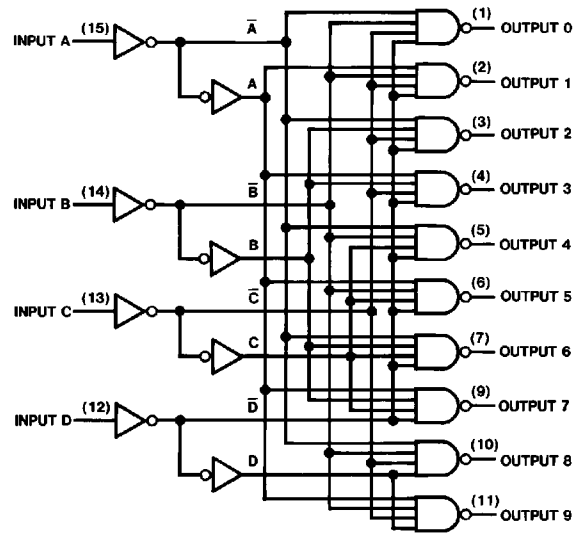 (1) OUTPUT 0
INPUT A (15) A̅
(2) OUTPUT 1
A
(3) OUTPUT 2
(4) OUTPUT 3
INPUT B (14) B̅
(5) OUTPUT 4
B
(6) OUTPUT 5
INPUT C (13) C̅
(7) OUTPUT 6
C
(9) OUTPUT 7
INPUT D (12) D̅
(10) OUTPUT 8
D
(11) OUTPUT 9